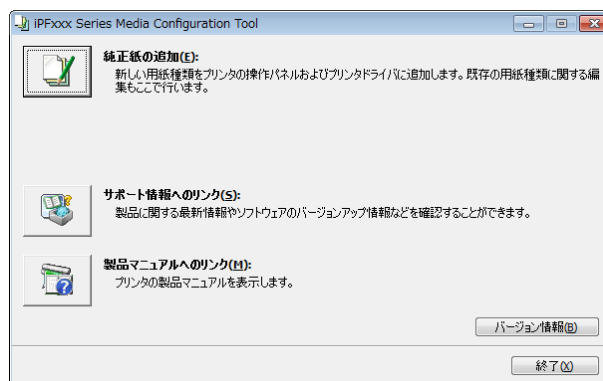 iPFxxx Series Media Configuration Tool
純正紙の追加(E):
新しい用紙種類をプリンタの操作パネルおよびプリンタドライバに追加します。既存の用紙種類に関する編
集もここで行います。
サポート情報へのリンク(S):
製品に関する最新情報やソフトウェアのバージョンアップ情報などを確認することができます。
製品マニュアルへのリンク(M):
プリンタの製品マニュアルを表示します。
バージョン情報(B)
終了(X)